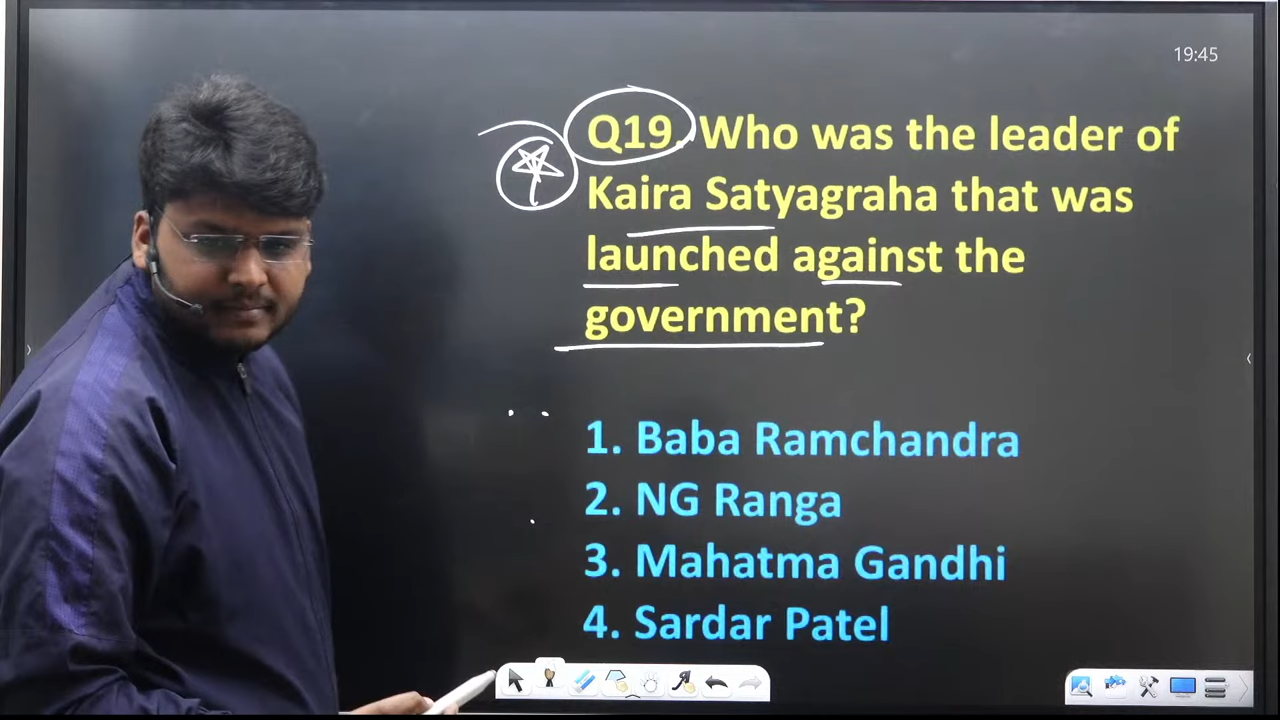 19:45
Q19. Who was the leader of
Kaira Satyagraha that was
launched against the
government?
1. Baba Ramchandra
2. NG Ranga
3. Mahatma Gandhi
4. Sardar Patel